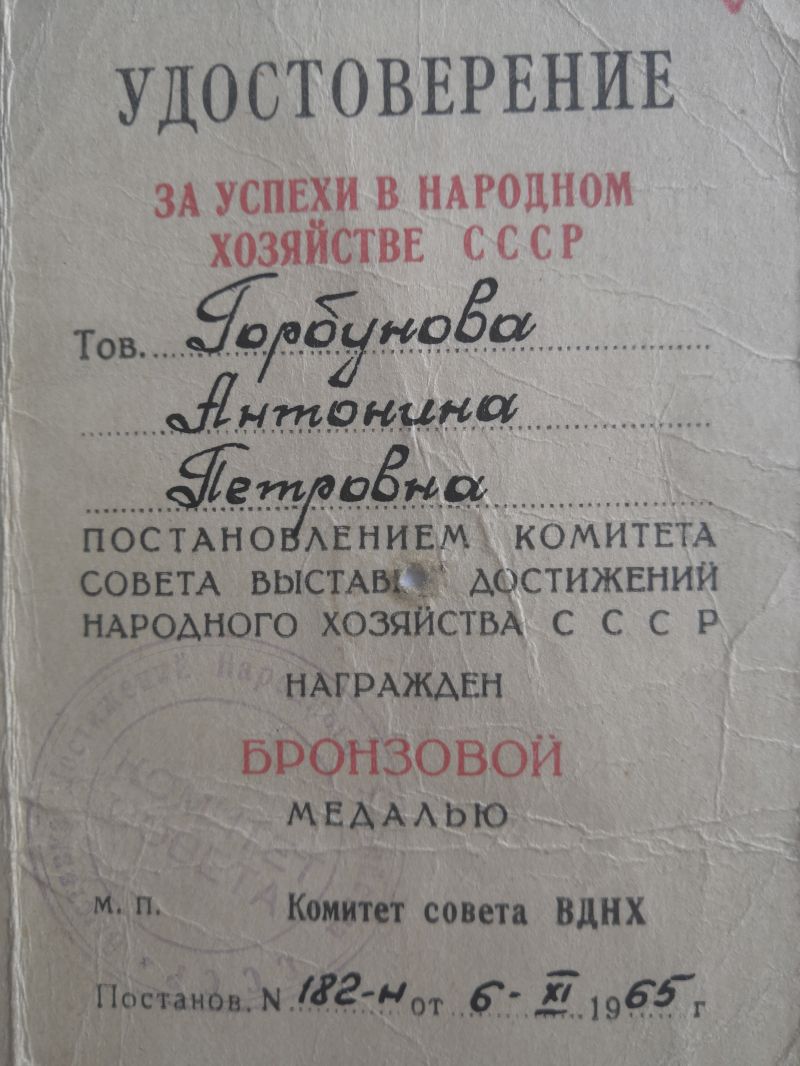 УДОСТОВЕРЕНИЕ
ЗА УСПЕХИ В НАРОДНОМ
ХОЗЯЙСТВЕ СССР
Тов. Горбунова
Антонина
Петровна
ПОСТАНОВЛЕНИЕМ КОМИТЕТА
СОВЕТА ДОСТИЖЕНИЙ
НАРОДНОГО ХОЗЯЙСТВА СССР
НАГРАЖДЕН
БРОНЗОВОЙ
МЕДАЛЬЮ
КОМИТЕТ
М. П. Комитет совета ВДНХ
Постанов. N 182-н от 6-XI 1965 г